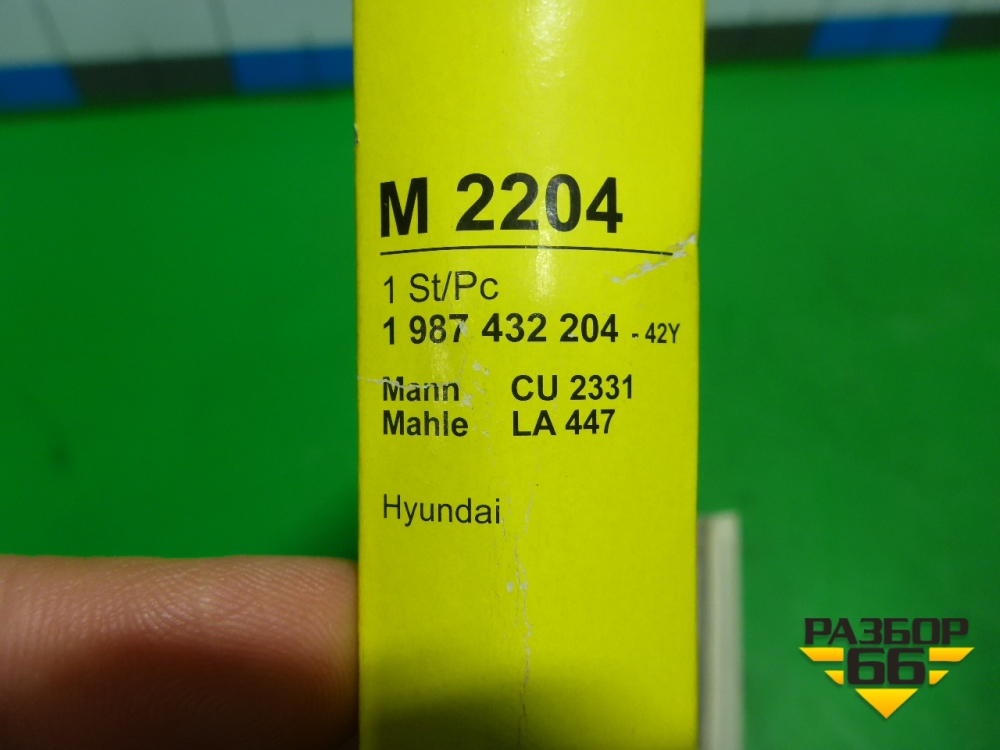 M 2204
1 St/Pc
1 987 432 204 - 42Y
Mann CU 2331
Mahle LA 447
Hyundai
РАЗБОР
66